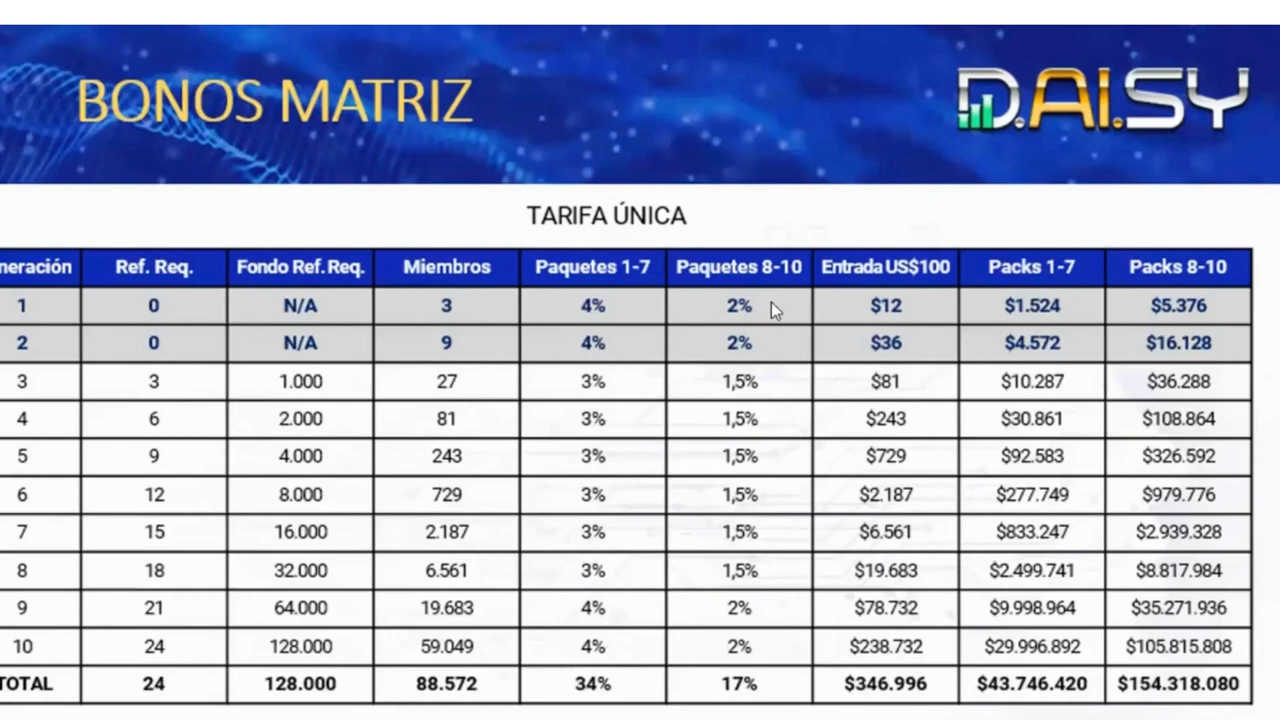 BONOS MATRIZ
D.AI.SY
TARIFA ÚNICA
neración Ref. Req. Fondo Ref. Req. Miembros Paquetes 1-7 Paquetes 8-10 Entrada US$100 Packs 1-7 Packs 8-10
1 0 N/A 3 4% 2% $12 $1.524 $5.376
2 0 N/A 9 4% 2% $36 $4.572 $16.128
3 3 1.000 27 3% 1,5% $81 $10.287 $36.288
4 6 2.000 81 3% 1,5% $243 $30.861 $108.864
5 9 4.000 243 3% 1,5% $729 $92.583 $326.592
6 12 8.000 729 3% 1,5% $2.187 $277.749 $979.776
7 15 16.000 2.187 3% 1,5% $6.561 $833.247 $2.939.328
8 18 32.000 6.561 3% 1,5% $19.683 $2.499.741 $8.817.984
9 21 64.000 19.683 4% 2% $78.732 $9.998.964 $35.271.936
10 24 128.000 59.049 4% 2% $238.732 $29.996.892 $105.815.808
TOTAL 24 128.000 88.572 34% 17% $346.996 $43.746.420 $154.318.080